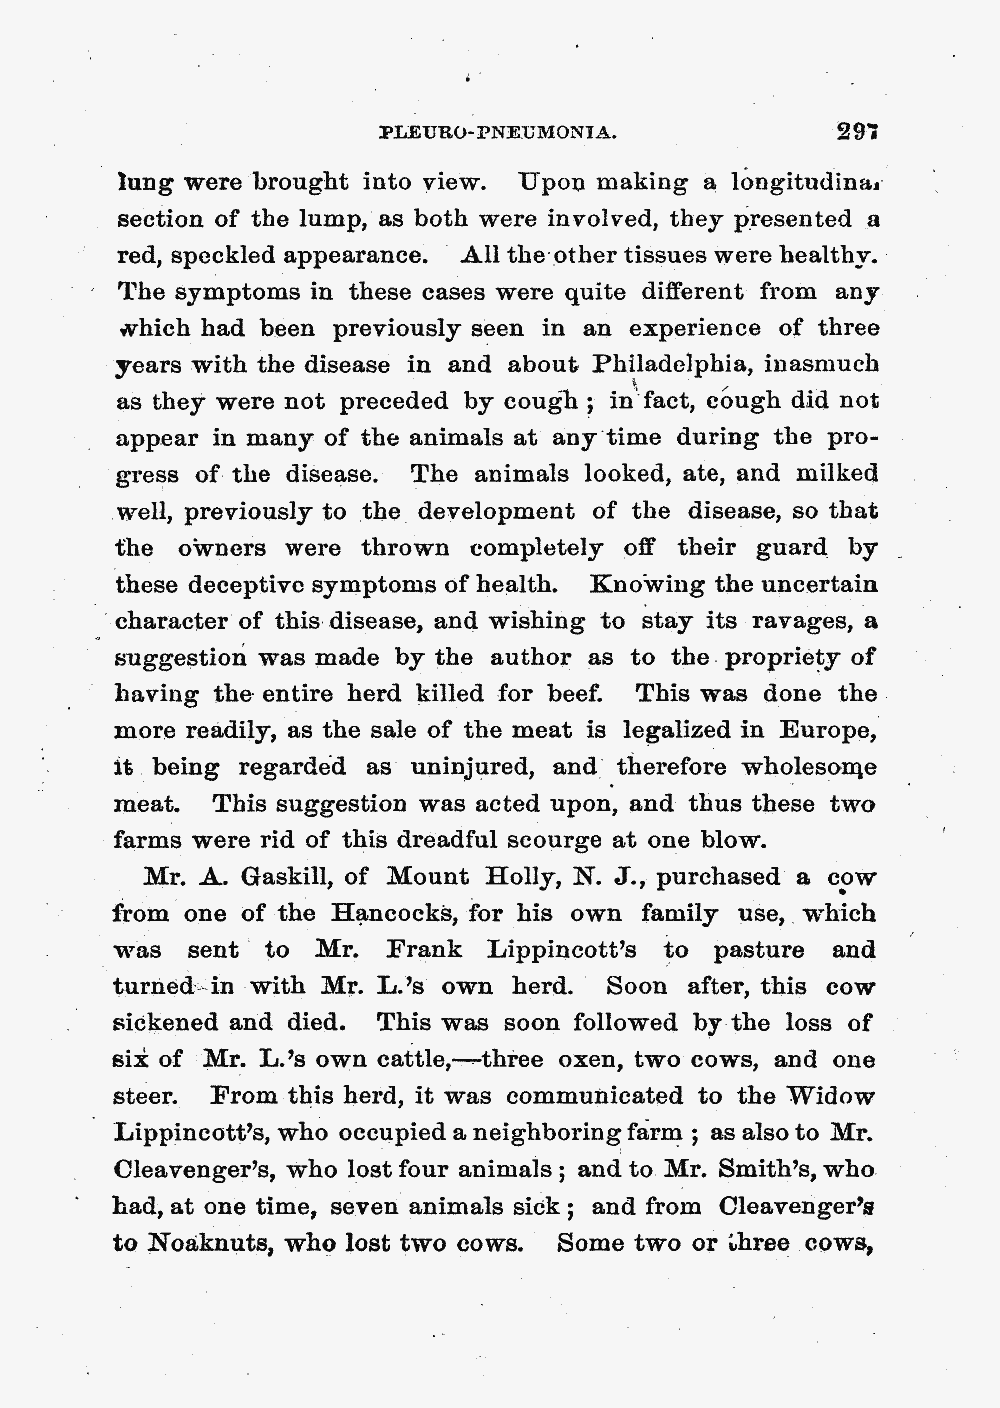 PLEURO-PNEUMONIA. 297
lung were brought into view. Upon making a longitudinal
section of the lump, as both were involved, they presented a
red, speckled appearance. All the other tissues were healthy.
The symptoms in these cases were quite different from any
which had been previously seen in an experience of three
years with the disease in and about Philadelphia, inasmuch
as they were not preceded by cough ; in fact, cough did not
appear in many of the animals at any time during the pro-
gress of the disease. The animals looked, ate, and milked
well, previously to the development of the disease, so that
the owners were thrown completely off their guard by
these deceptive symptoms of health. Knowing the uncertain
character of this disease, and wishing to stay its ravages, a
suggestion was made by the author as to the propriety of
having the entire herd killed for beef. This was done the
more readily, as the sale of the meat is legalized in Europe,
it being regarded as uninjured, and therefore wholesome
meat. This suggestion was acted upon, and thus these two
farms were rid of this dreadful scourge at one blow.
Mr. A. Gaskill, of Mount Holly, N. J., purchased a cow
from one of the Hancocks, for his own family use, which
was sent to Mr. Frank Lippincott's to pasture and
turned in with Mr. L.'s own herd. Soon after, this cow
sickened and died. This was soon followed by the loss of
six of Mr. L.'s own cattle,—three oxen, two cows, and one
steer. From this herd, it was communicated to the Widow
Lippincott's, who occupied a neighboring farm ; as also to Mr.
Cleavenger's, who lost four animals ; and to Mr. Smith's, who
had, at one time, seven animals sick ; and from Cleavenger's
to Noaknuts, who lost two cows. Some two or three cows,